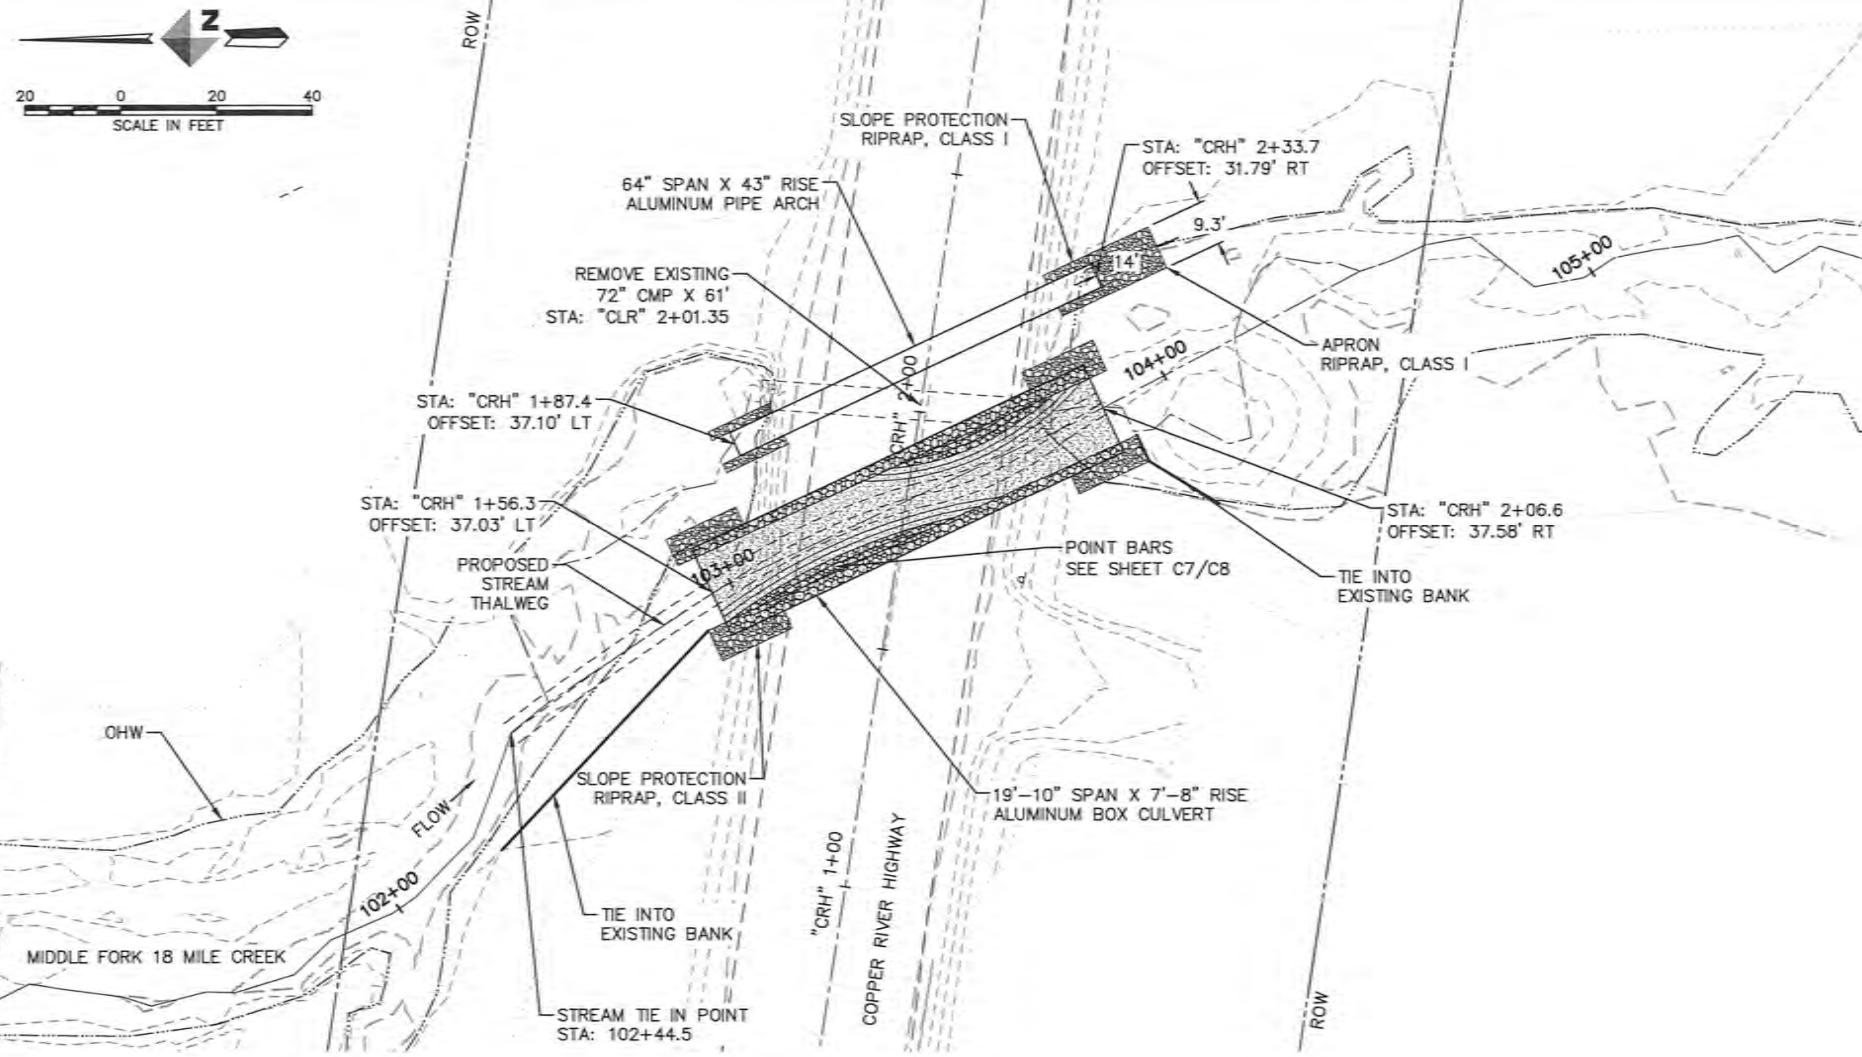 Z
20 0 20 40
SCALE IN FEET
ROW
SLOPE PROTECTION
RIPRAP, CLASS I
STA: "CRH" 2+33.7
OFFSET: 31.79' RT
64" SPAN X 43" RISE
ALUMINUM PIPE ARCH
9.3'
14'
REMOVE EXISTING
72" CMP X 61'
STA: "CLR" 2+01.35
105+00
APRON
RIPRAP, CLASS I
104+00
"CRH" 2+00
STA: "CRH" 1+87.4
OFFSET: 37.10' LT
STA: "CRH" 1+56.3
OFFSET: 37.03' LT
STA: "CRH" 2+06.6
OFFSET: 37.58' RT
PROPOSED
STREAM
THALWEG
103+00
POINT BARS
SEE SHEET C7/C8
TIE INTO
EXISTING BANK
OHW
FLOW
SLOPE PROTECTION
RIPRAP, CLASS II
19'-10" SPAN X 7'-8" RISE
ALUMINUM BOX CULVERT
"CRH" 1+00
COPPER RIVER HIGHWAY
102+00
TIE INTO
EXISTING BANK
MIDDLE FORK 18 MILE CREEK
STREAM TIE IN POINT
STA: 102+44.5
ROW